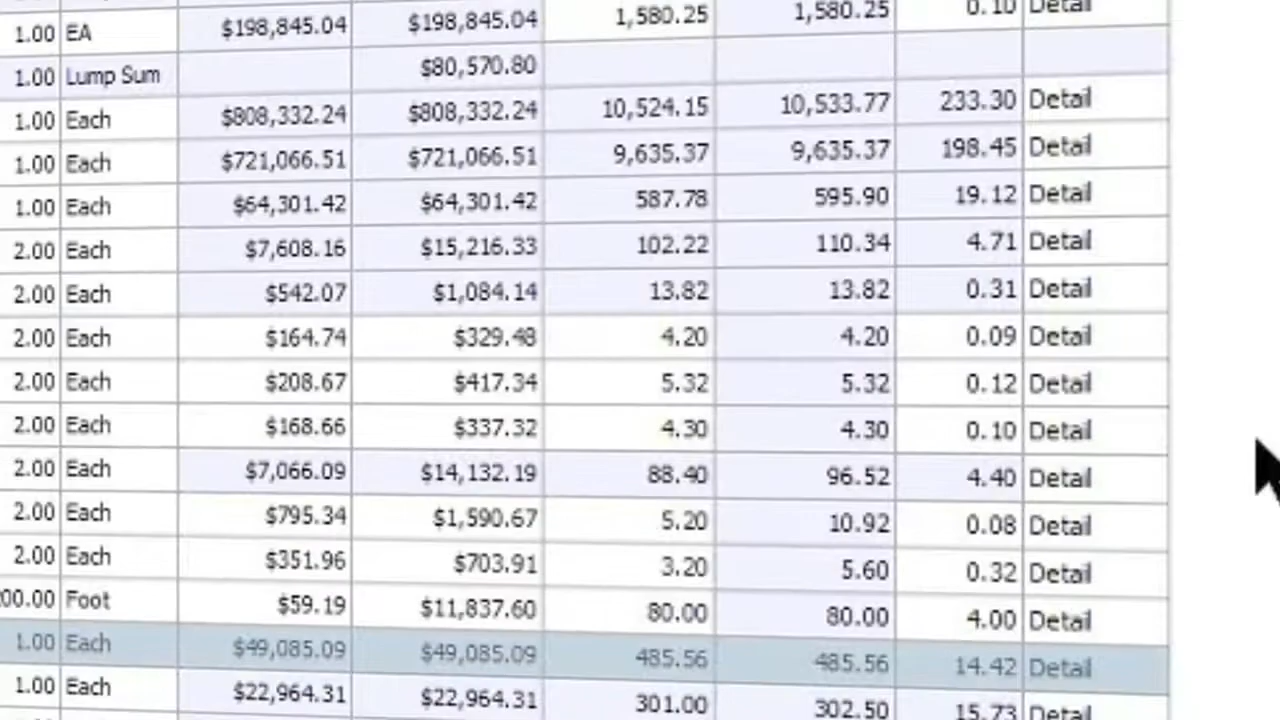 1.00 EA $198,845.04 $198,845.04 1,580.25 1,580.25 0.10 Detail
1.00 Lump Sum $80,570.80
1.00 Each $808,332.24 $808,332.24 10,524.15 10,533.77 233.30 Detail
1.00 Each $721,066.51 $721,066.51 9,635.37 9,635.37 198.45 Detail
1.00 Each $64,301.42 $64,301.42 587.78 595.90 19.12 Detail
2.00 Each $7,608.16 $15,216.33 102.22 110.34 4.71 Detail
2.00 Each $542.07 $1,084.14 13.82 13.82 0.31 Detail
2.00 Each $164.74 $329.48 4.20 4.20 0.09 Detail
2.00 Each $208.67 $417.34 5.32 5.32 0.12 Detail
2.00 Each $168.66 $337.32 4.30 4.30 0.10 Detail
2.00 Each $7,066.09 $14,132.19 88.40 96.52 4.40 Detail
2.00 Each $795.34 $1,590.67 5.20 10.92 0.08 Detail
2.00 Each $351.96 $703.91 3.20 5.60 0.32 Detail
00.00 Foot $59.19 $11,837.60 80.00 80.00 4.00 Detail
1.00 Each $49,085.09 $49,085.09 485.56 485.56 14.42 Detail
1.00 Each $22,964.31 $22,964.31 301.00 302.50 15.73 Detail